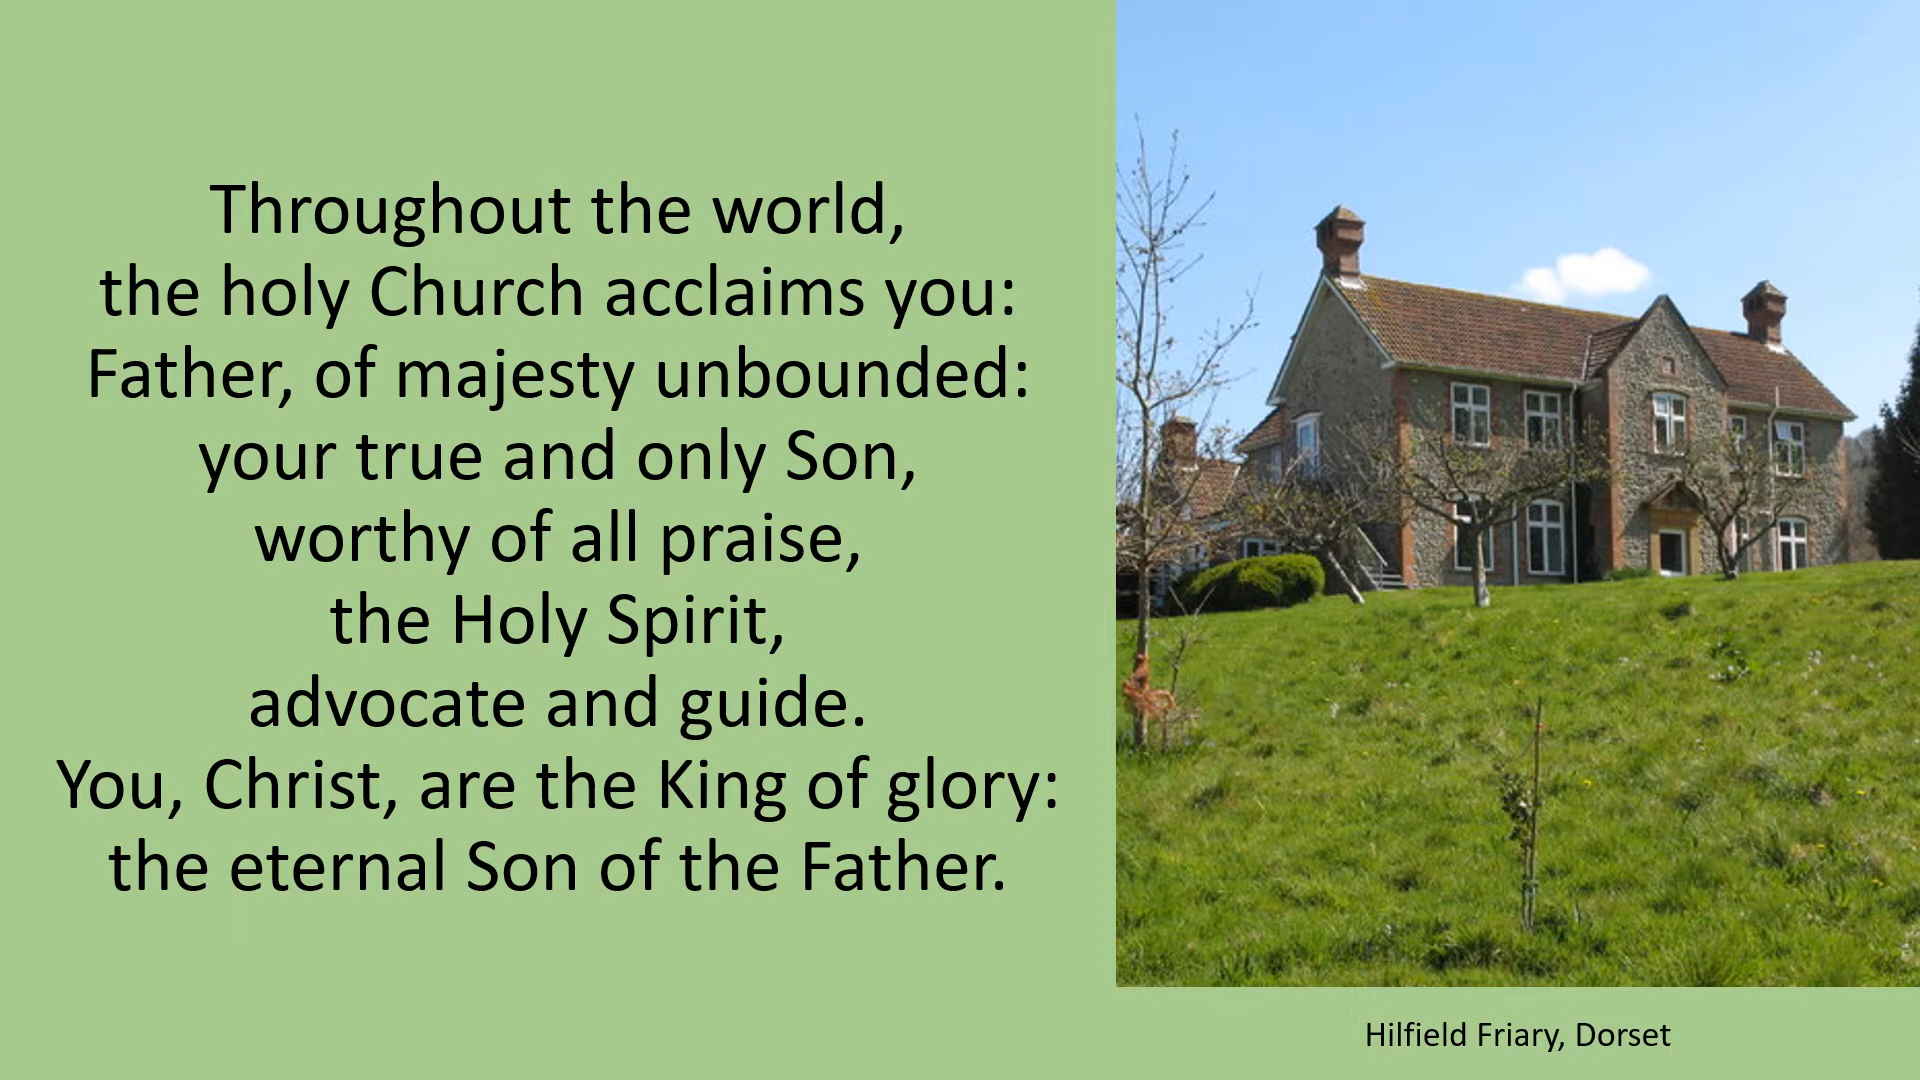 Throughout the world,
the holy Church acclaims you:
Father, of majesty unbounded:
your true and only Son,
worthy of all praise,
the Holy Spirit,
advocate and guide.
You, Christ, are the King of glory:
the eternal Son of the Father.
Hilfield Friary, Dorset